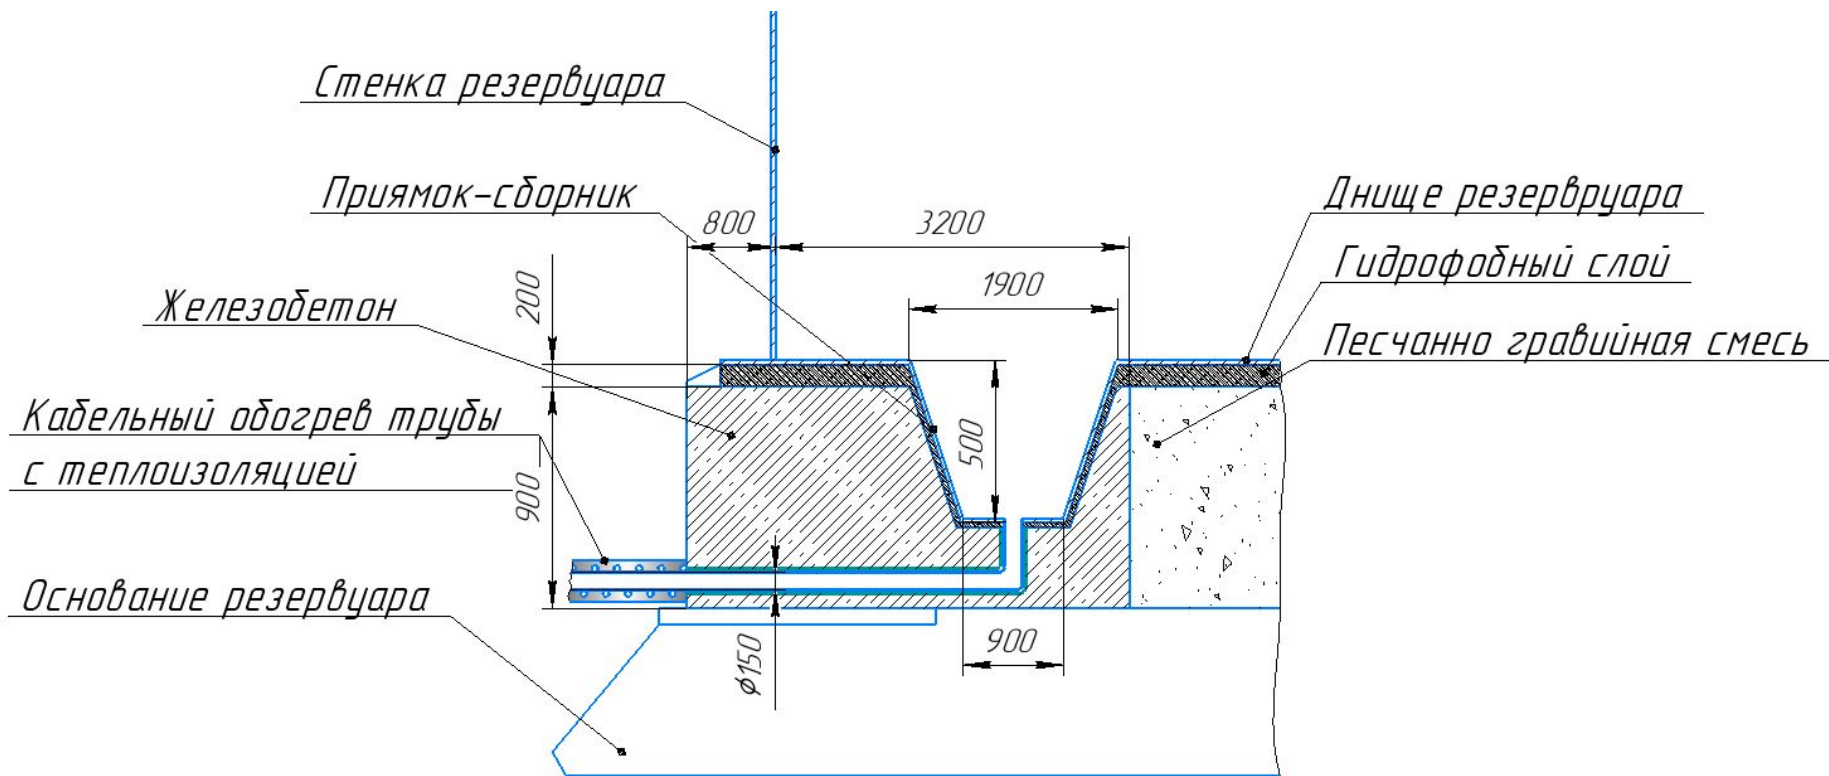 Стенка резервуара
Приямок-сборник
Днище резервруара
800
3200
Гидрофобный слой
1900
200
Железобетон
Песчанно гравийная смесь
Кабельный обогрев трубы
с теплоизоляцией
500
900
Основание резервуара
900
ϕ150